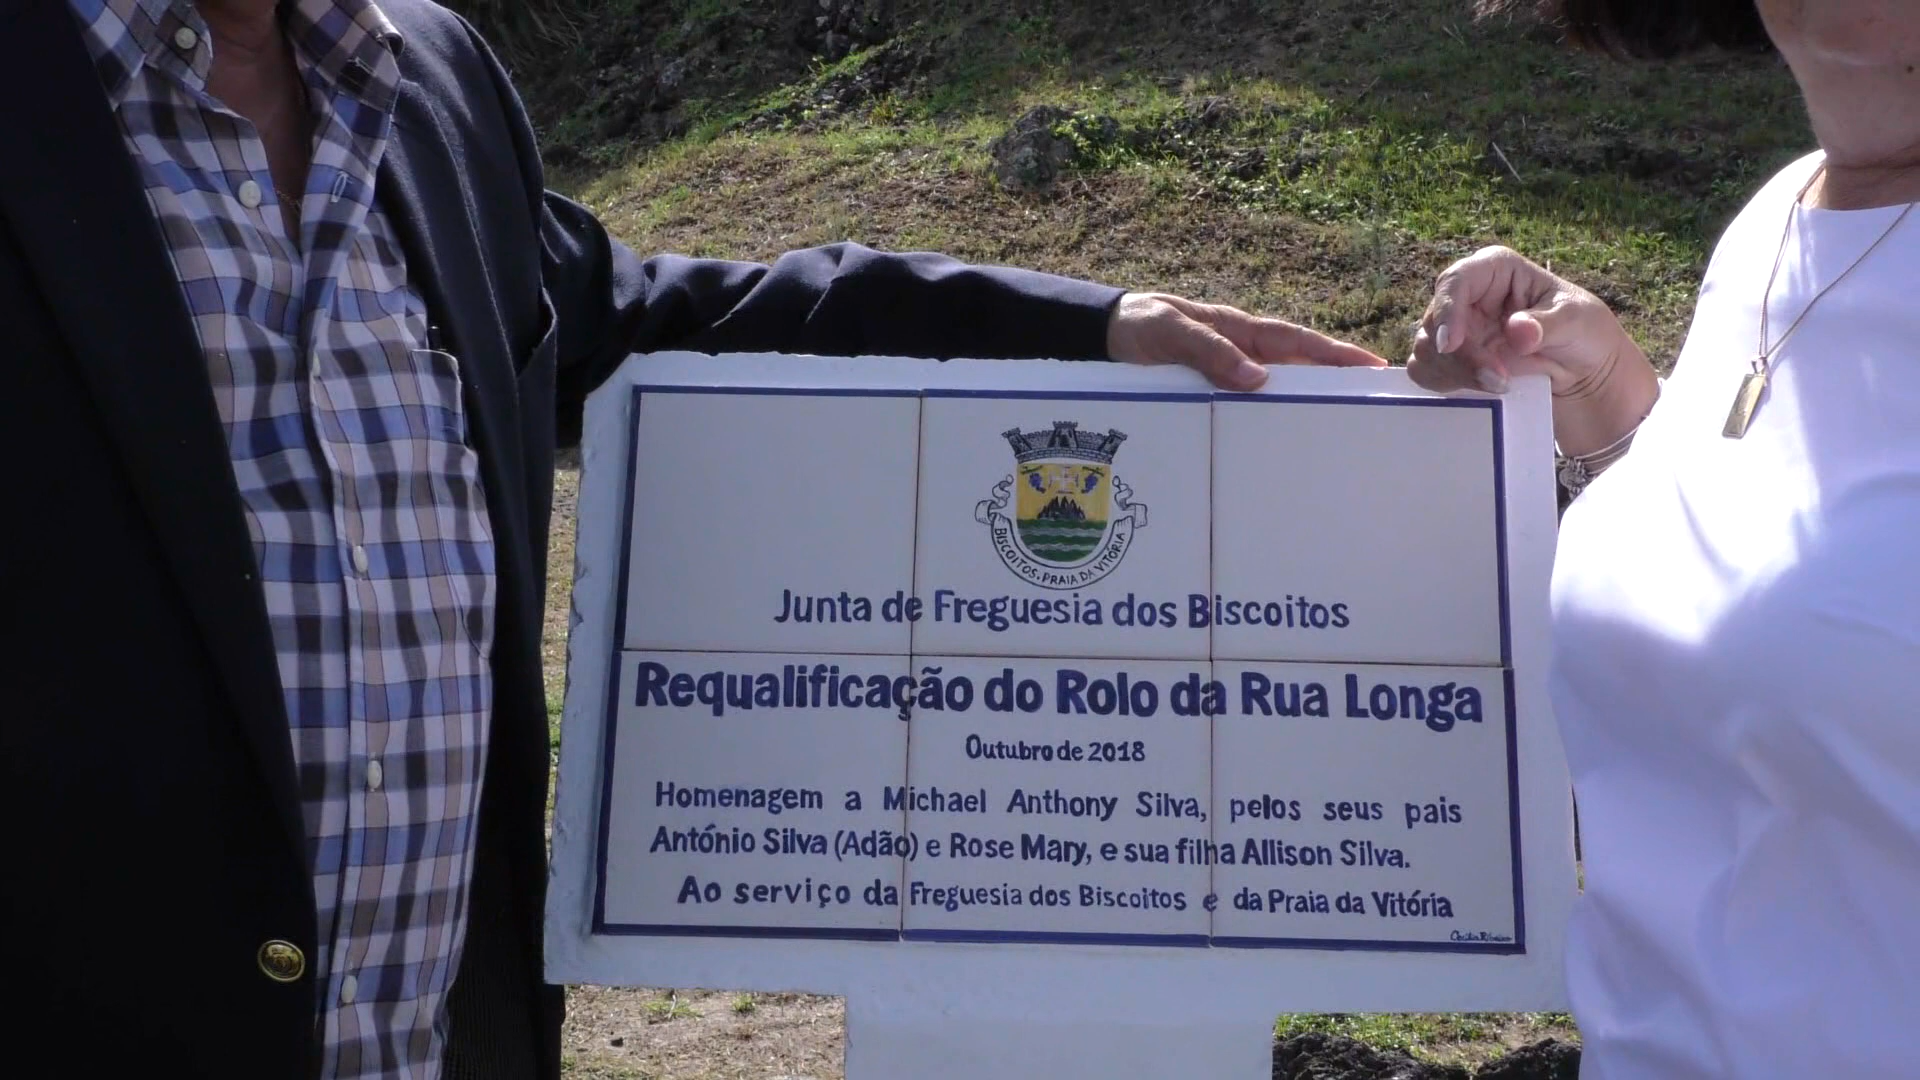 BISCOITOS. PRAIA DA VITÓRIA
Junta de Freguesia dos Biscoitos
Requalificação do Rolo da Rua Longa
Outubro de 2018
Homenagem a Michael Anthony Silva, pelos seus pais
António Silva (Adão) e Rose Mary, e sua filha Allison Silva.
Ao serviço da Freguesia dos Biscoitos e da Praia da Vitória
Cecília Ribeiro